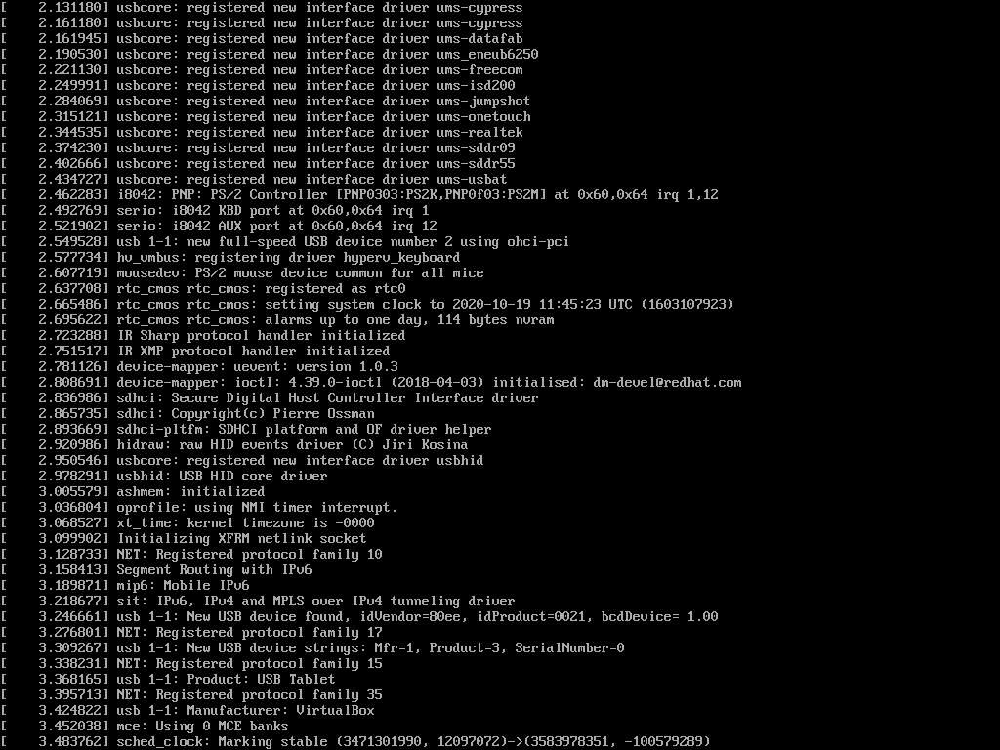 [    2.131180] usbcore: registered new interface driver ums-cypress
[    2.161180] usbcore: registered new interface driver ums-cypress
[    2.161945] usbcore: registered new interface driver ums-datafab
[    2.190530] usbcore: registered new interface driver ums_eneub6250
[    2.221130] usbcore: registered new interface driver ums-freecom
[    2.249991] usbcore: registered new interface driver ums-isd200
[    2.284069] usbcore: registered new interface driver ums-jumpshot
[    2.315121] usbcore: registered new interface driver ums-onetouch
[    2.344535] usbcore: registered new interface driver ums-realtek
[    2.374230] usbcore: registered new interface driver ums-sddr09
[    2.402666] usbcore: registered new interface driver ums-sddr55
[    2.434727] usbcore: registered new interface driver ums-usbat
[    2.462283] i8042: PNP: PS/2 Controller [PNP0303:PS2K,PNP0f03:PS2M] at 0x60,0x64 irq 1,12
[    2.492769] serio: i8042 KBD port at 0x60,0x64 irq 1
[    2.521902] serio: i8042 AUX port at 0x60,0x64 irq 12
[    2.549528] usb 1-1: new full-speed USB device number 2 using ohci-pci
[    2.577734] hv_vmbus: registering driver hyperv_keyboard
[    2.607719] mousedev: PS/2 mouse device common for all mice
[    2.637708] rtc_cmos rtc_cmos: registered as rtc0
[    2.665486] rtc_cmos rtc_cmos: setting system clock to 2020-10-19 11:45:23 UTC (1603107923)
[    2.695622] rtc_cmos rtc_cmos: alarms up to one day, 114 bytes nvram
[    2.723288] IR Sharp protocol handler initialized
[    2.751517] IR XMP protocol handler initialized
[    2.781126] device-mapper: uevent: version 1.0.3
[    2.808691] device-mapper: ioctl: 4.39.0-ioctl (2018-04-03) initialised: dm-devel@redhat.com
[    2.836986] sdhci: Secure Digital Host Controller Interface driver
[    2.865735] sdhci: Copyright(c) Pierre Ossman
[    2.893669] sdhci-pltfm: SDHCI platform and OF driver helper
[    2.920986] hidraw: raw HID events driver (C) Jiri Kosina
[    2.950546] usbcore: registered new interface driver usbhid
[    2.978291] usbhid: USB HID core driver
[    3.005579] ashmem: initialized
[    3.036804] oprofile: using NMI timer interrupt.
[    3.068527] xt_time: kernel timezone is -0000
[    3.099902] Initializing XFRM netlink socket
[    3.128733] NET: Registered protocol family 10
[    3.158413] Segment Routing with IPv6
[    3.189871] mip6: Mobile IPv6
[    3.218677] sit: IPv6, IPv4 and MPLS over IPv4 tunneling driver
[    3.246661] usb 1-1: New USB device found, idVendor=80ee, idProduct=0021, bcdDevice= 1.00
[    3.276801] NET: Registered protocol family 17
[    3.309267] usb 1-1: New USB device strings: Mfr=1, Product=3, SerialNumber=0
[    3.338231] NET: Registered protocol family 15
[    3.368165] usb 1-1: Product: USB Tablet
[    3.395713] NET: Registered protocol family 35
[    3.424822] usb 1-1: Manufacturer: VirtualBox
[    3.452038] mce: Using 0 MCE banks
[    3.483762] sched_clock: Marking stable (3471301990, 12097072)->(3583978351, -100579289)